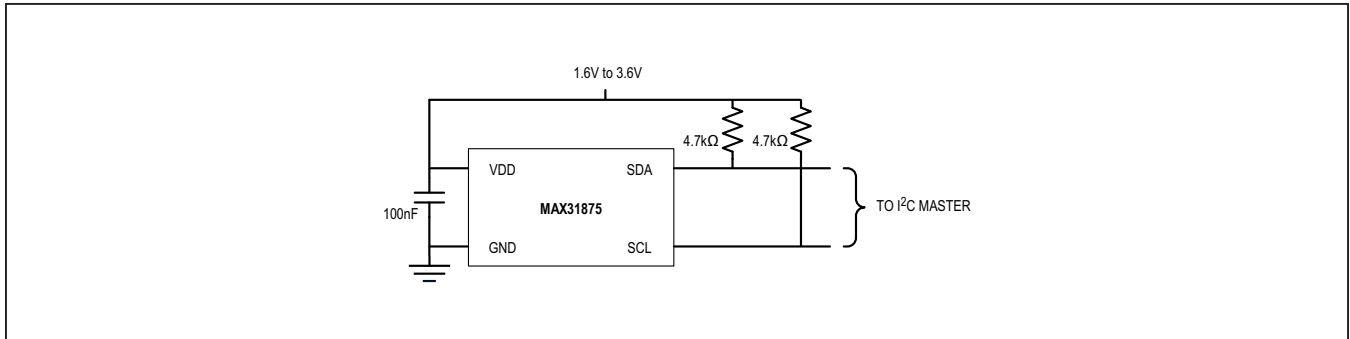 1.6V to 3.6V
4.7kΩ 4.7kΩ
VDD SDA
100nF MAX31875 TO I²C MASTER
GND SCL